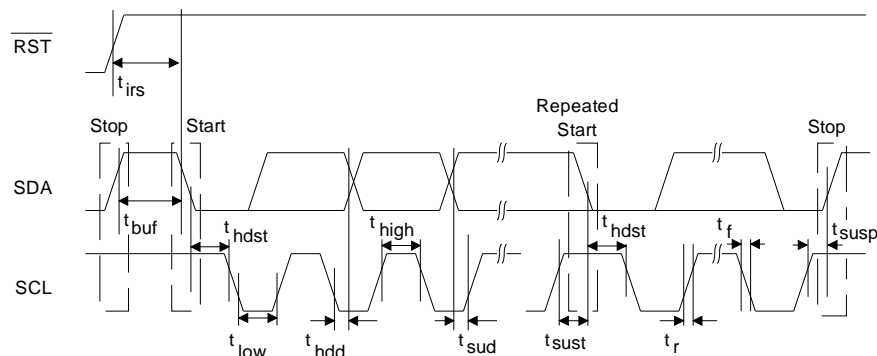 RST
t irs
Repeated
Stop Start Start Stop
SDA
t buf t hdst t high t hdst t f t susp
SCL
t low t hdd t sud t sust t r